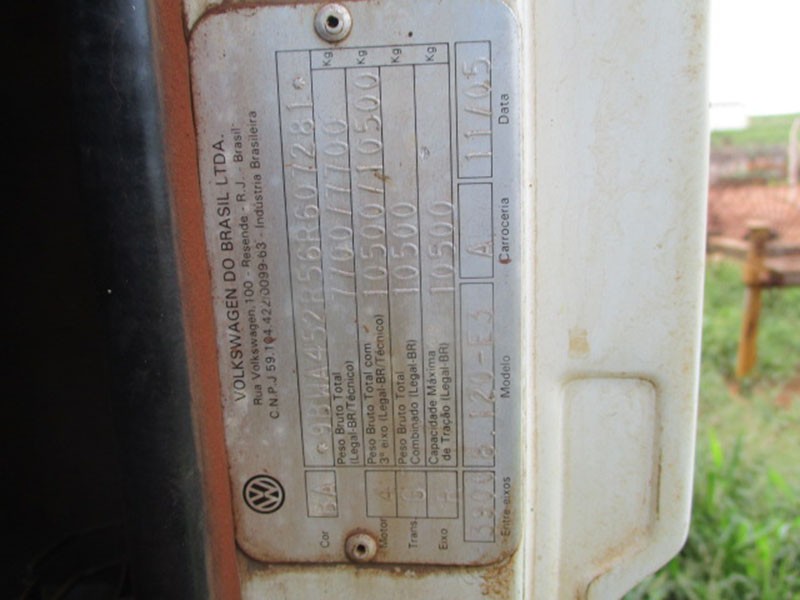 VOLKSWAGEN DO BRASIL LTDA.
Rua Volkswagen, 100 - Resende - R.J. - Brasil
C.N.P.J 59.104.422/0099-63 - Indústria Brasileira
Cor
Peso Bruto Total
(Legal-BR/Técnico) 7700/7700 Kg
Motor 4 Peso Bruto Total com
3º eixo (Legal-BR/Técnico) 10500/10500 Kg
Trans. Peso Bruto Total
Combinado (Legal-BR) 10500 Kg
Eixo Capacidade Máxima
de Tração (Legal-BR) 10500 Kg
3900 8.120-E3 A 11/05
Entre-eixos Modelo Carroceria Data